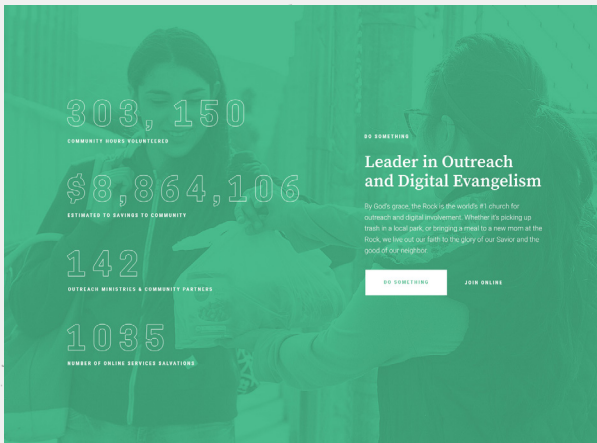 303, 150
COMMUNITY HOURS VOLUNTEERED
$8,864,106
ESTIMATED TO SAVINGS TO COMMUNITY
142
OUTREACH MINISTRIES & COMMUNITY PARTNERS
1035
NUMBER OF ONLINE SERVICES SALVATIONS
DO SOMETHING
Leader in Outreach
and Digital Evangelism
By God's grace, the Rock is the world's #1 church for
outreach and digital involvement. Whether it's picking up
trash in a local park, or bringing a meal to a new mom at the
Rock, we live out our faith to the glory of our Savior and the
good of our neighbor.
DO SOMETHING
JOIN ONLINE